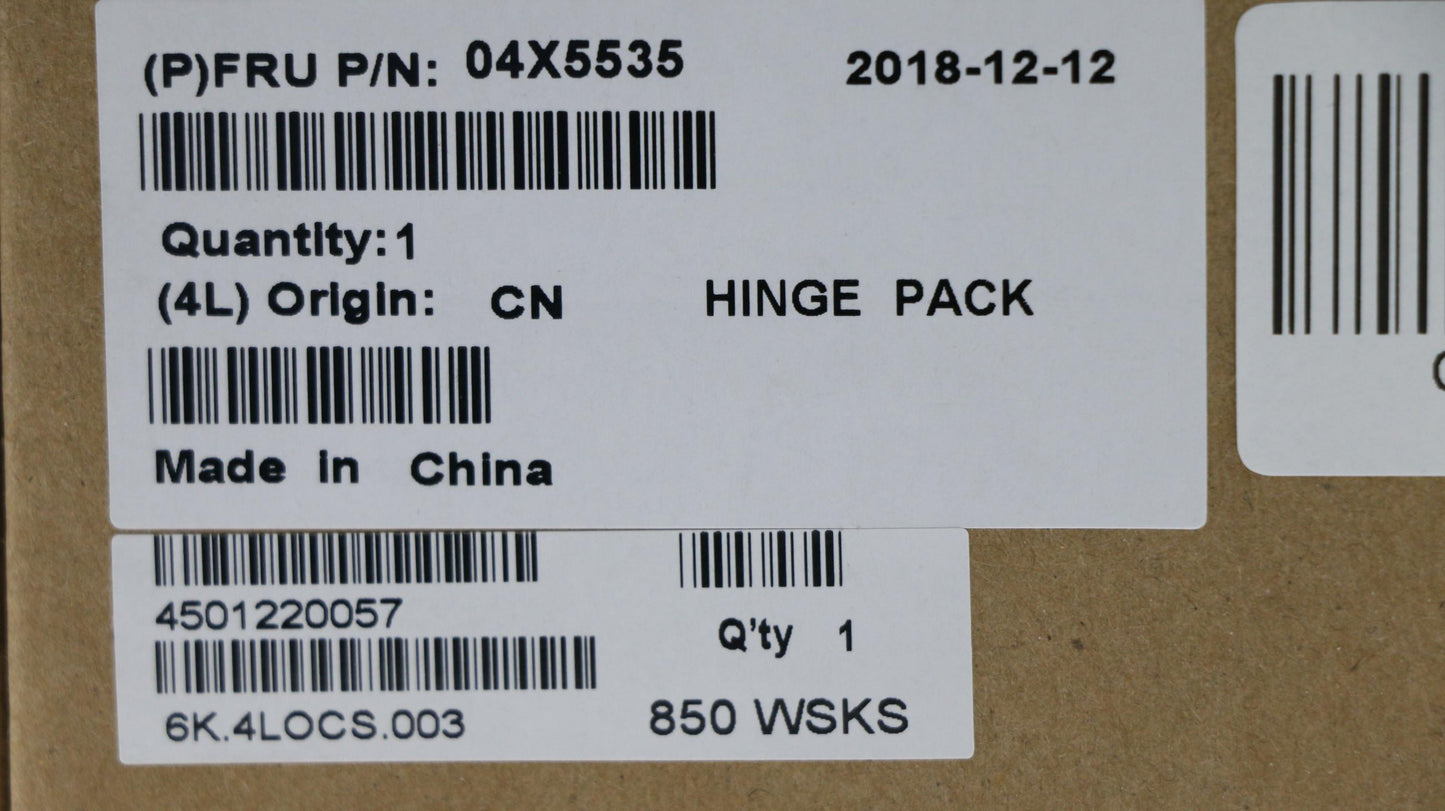 (P)FRU P/N: 04X5535 2018-12-12
Quantity: 1
(4L) Origin: CN HINGE PACK
Made in China
4501220057
Q'ty 1
6K.4LOCS.003 850 WSKS